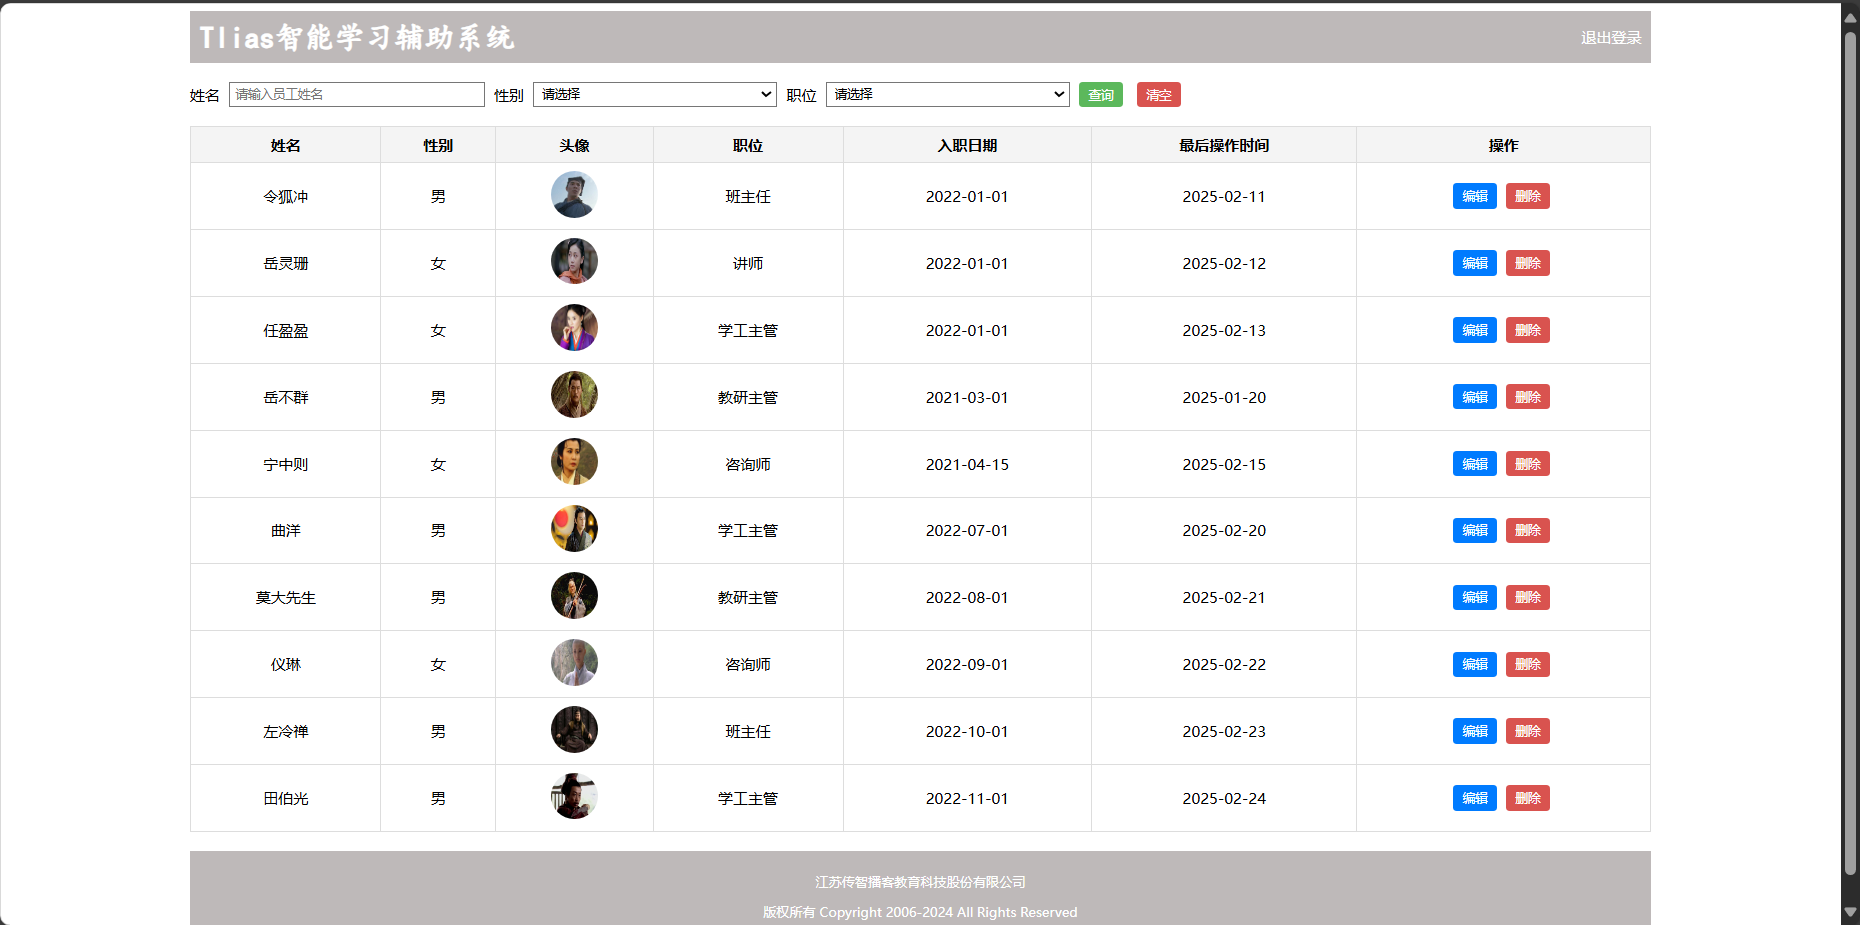 Tlias智能学习辅助系统 退出登录
姓名 请输入员工姓名 性别 请选择 职位 请选择 查询 清空
姓名 性别 头像 职位 入职日期 最后操作时间 操作
令狐冲 男 班主任 2022-01-01 2025-02-11 编辑 删除
岳灵珊 女 讲师 2022-01-01 2025-02-12 编辑 删除
任盈盈 女 学工主管 2022-01-01 2025-02-13 编辑 删除
岳不群 男 教研主管 2021-03-01 2025-01-20 编辑 删除
宁中则 女 咨询师 2021-04-15 2025-02-15 编辑 删除
曲洋 男 学工主管 2022-07-01 2025-02-20 编辑 删除
莫大先生 男 教研主管 2022-08-01 2025-02-21 编辑 删除
仪琳 女 咨询师 2022-09-01 2025-02-22 编辑 删除
左冷禅 男 班主任 2022-10-01 2025-02-23 编辑 删除
田伯光 男 学工主管 2022-11-01 2025-02-24 编辑 删除
江苏传智播客教育科技股份有限公司
版权所有 Copyright 2006-2024 All Rights Reserved